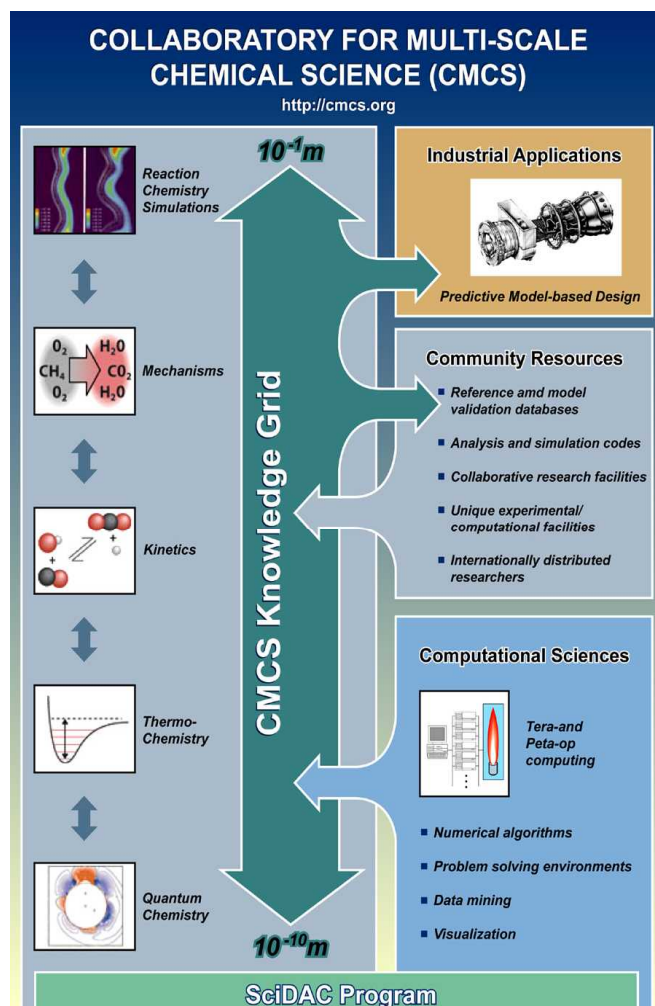 COLLABORATORY FOR MULTI-SCALE
CHEMICAL SCIENCE (CMCS)
http://cmcs.org
10⁻¹m
Reaction
Chemistry
Simulations
O₂ H₂O
CH₄ CO₂
O₂ H₂O
Mechanisms
+
+
Kinetics
Thermo-
Chemistry
Quantum
Chemistry
CMCS Knowledge Grid
10⁻¹⁰m
Industrial Applications
Predictive Model-based Design
Community Resources
Reference amd model
validation databases
Analysis and simulation codes
Collaborative research facilities
Unique experimental/
computational facilities
Internationally distributed
researchers
Computational Sciences
Tera-and
Peta-op
computing
Numerical algorithms
Problem solving environments
Data mining
Visualization
SciDAC Program